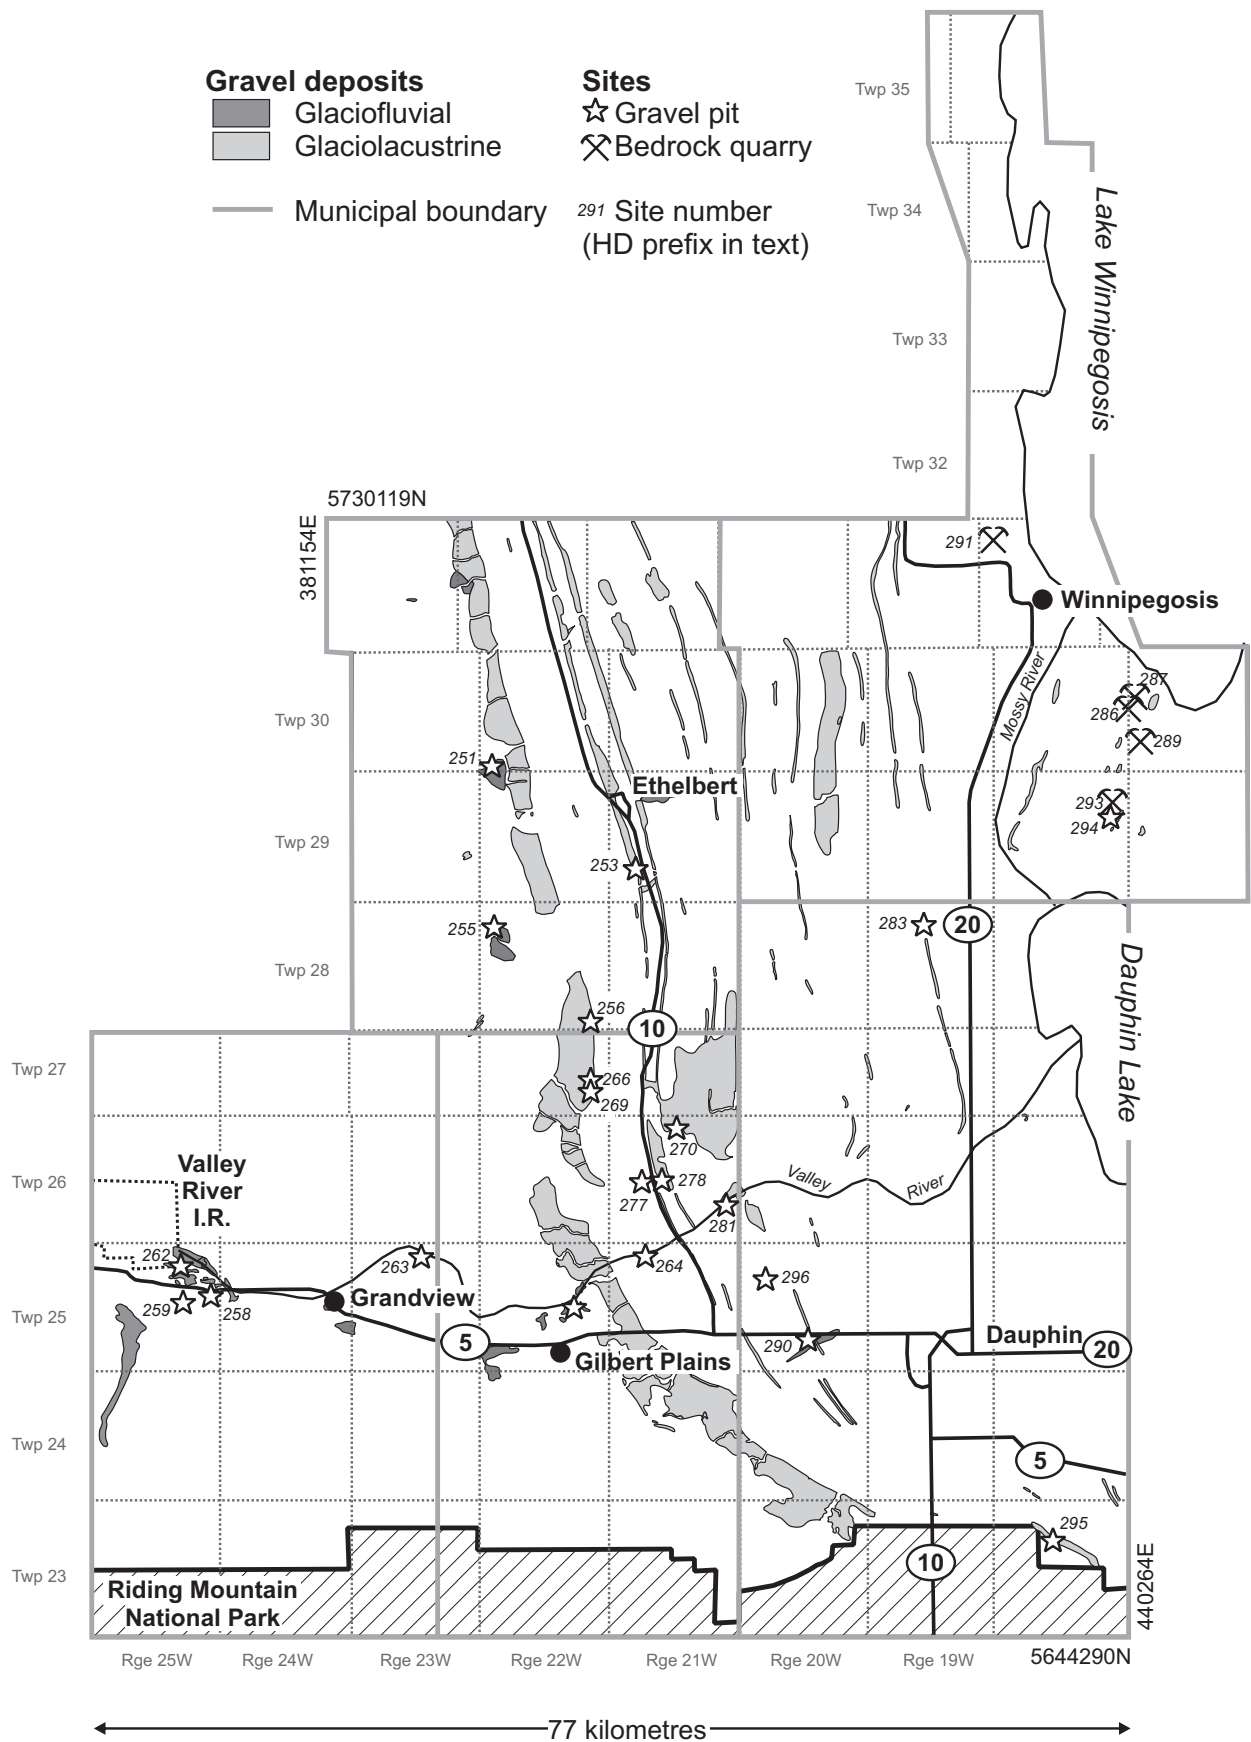 Gravel deposits
Glaciofluvial
Glaciolacustrine
Municipal boundary
Sites
Gravel pit
Bedrock quarry
291 Site number
(HD prefix in text)
Twp 35
Twp 34
Twp 33
Twp 32
Lake Winnipegosis
5730119N
381154E
291
Winnipegosis
Mossy River
287
286
289
Twp 30
251
Ethelbert
293
294
Twp 29
253
255
283
20
Twp 28
Dauphin Lake
256
10
Twp 27
266
269
270
Valley
River
I.R.
Twp 26
277
278
Valley
River
281
262
263
264
296
259
258
Grandview
Twp 25
5
Gilbert Plains
290
Dauphin
20
Twp 24
5
295
10
Twp 23
Riding Mountain
National Park
440264E
5644290N
Rge 25W
Rge 24W
Rge 23W
Rge 22W
Rge 21W
Rge 20W
Rge 19W
77 kilometres